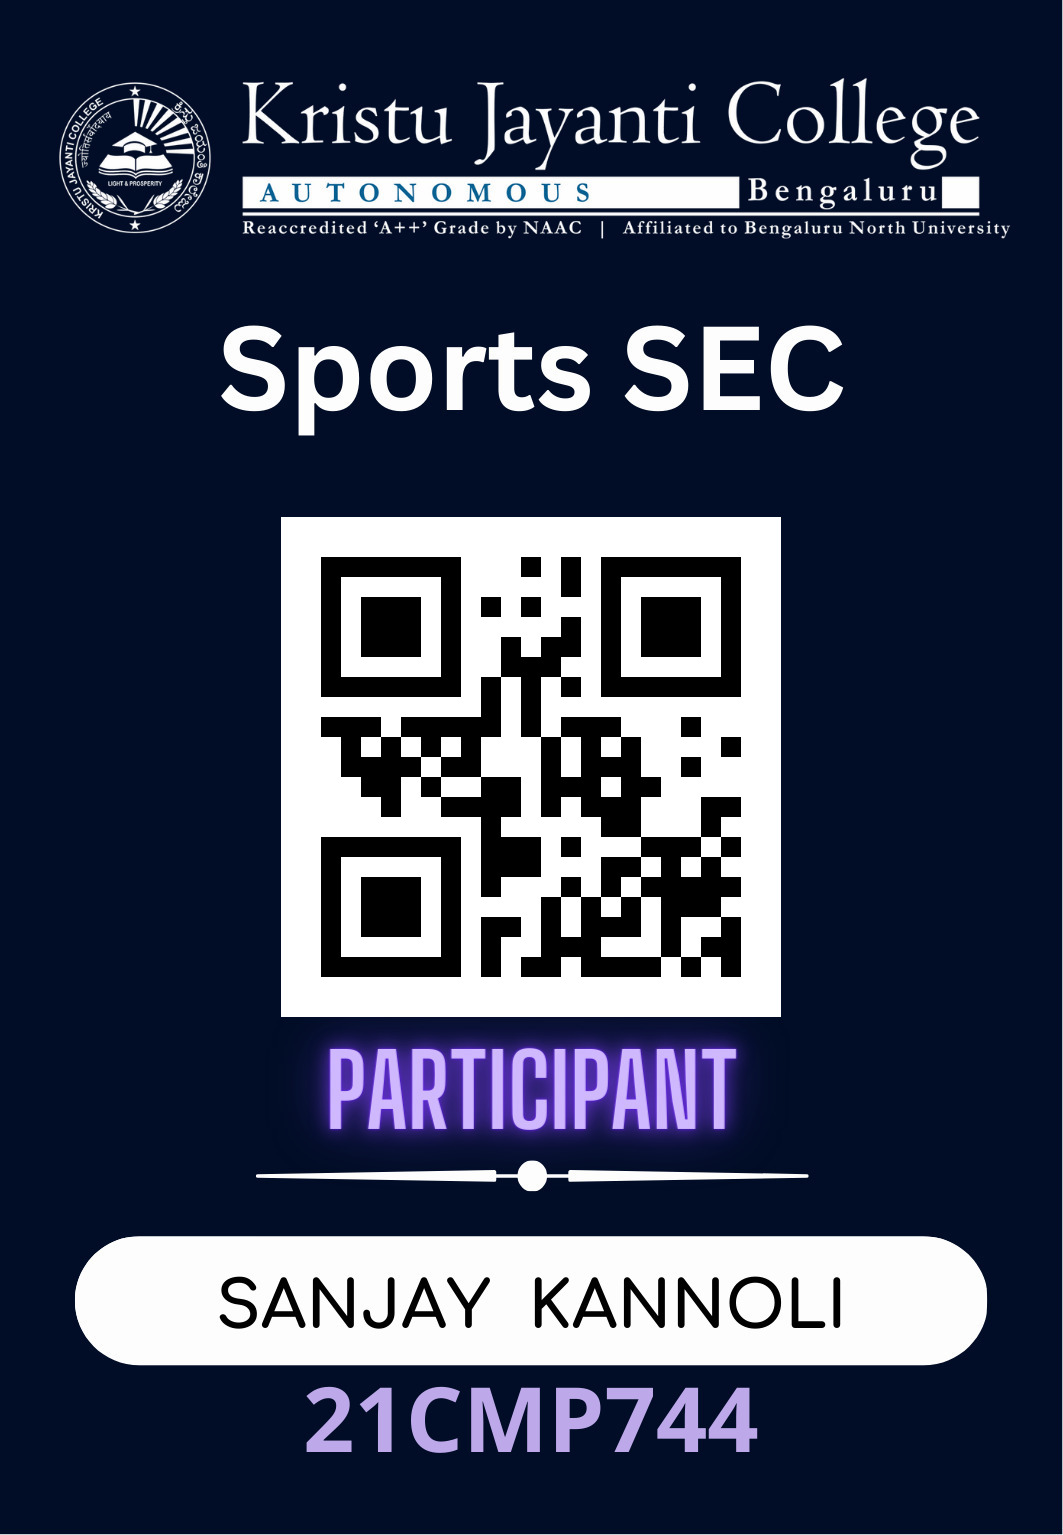 KRISTU JAYANTI COLLEGE
LIGHT & PROSPERITY
Kristu Jayanti College
AUTONOMOUS Bengaluru
Reaccredited ‘A++’ Grade by NAAC | Affiliated to Bengaluru North University
Sports SEC
PARTICIPANT
SANJAY KANNOLI
21CMP744